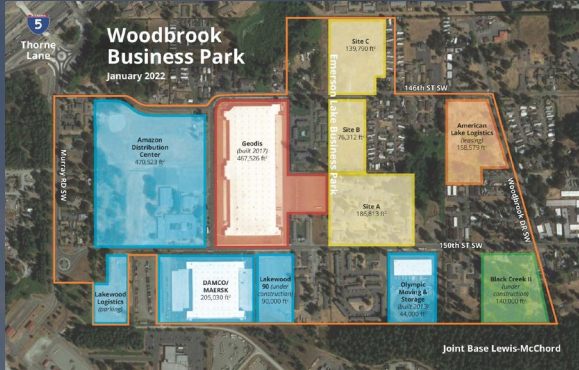 5
Thorne
Lane
Woodbrook
Business Park
January 2022
Site C
139,790 ft²
146th ST SW
Emerson Lake Business Park
Amazon
Distribution
Center
470,523 ft²
Geodis
(built 2017)
467,526 ft²
Site B
76,312 ft²
American
Lake Logistics
(leasing)
158,579 ft²
Murray RD SW
Woodbrook DR SW
Site A
188,813 ft²
150th ST SW
Lakewood
Logistics
(parking)
DAMCO/
MAERSK
205,030 ft²
Lakewood
90 (under
construction)
90,000 ft²
Olympic
Moving &
Storage
(built 2013)
44,000 ft²
Black Creek II
(under
construction)
140,000 ft²
Joint Base Lewis-McChord